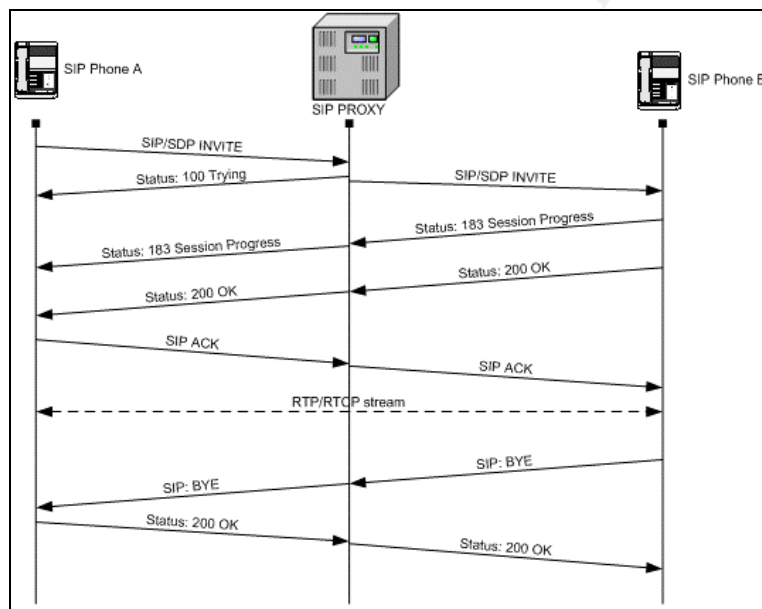 SIP Phone A
SIP PROXY
SIP Phone B
SIP/SDP INVITE
Status: 100 Trying
SIP/SDP INVITE
Status: 183 Session Progress
Status: 183 Session Progress
Status: 200 OK
Status: 200 OK
SIP ACK
SIP ACK
RTP/RTCP stream
SIP: BYE
SIP: BYE
Status: 200 OK
Status: 200 OK